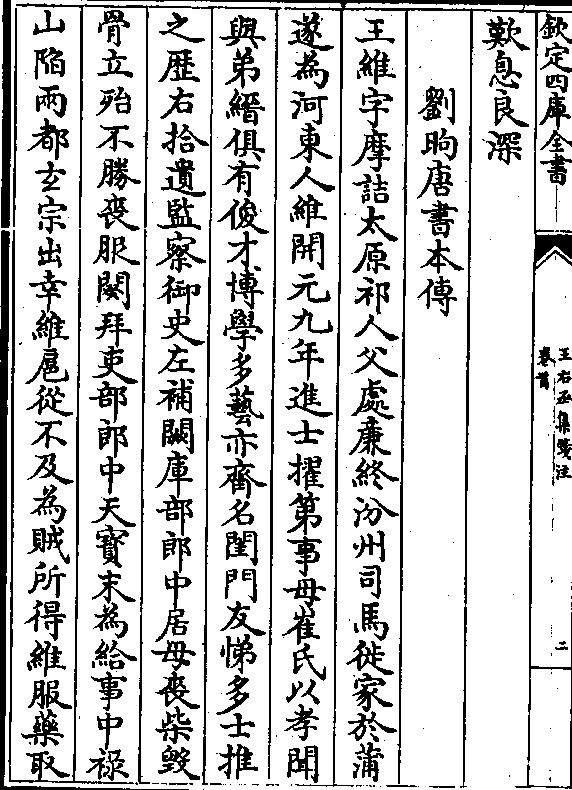 欽定四庫全書
王右丞集箋注
卷首
二
歎息良深
劉昫唐書本傳
王維字摩詰太原祁人父處廉終汾州司馬徙家於蒲
遂為河東人維開元九年進士擢第事母崔氏以孝聞
與弟縉俱有俊才博學多藝亦齊名閨門友悌多士推
之歴右拾遺監察御史左補闕庫部郎中居母喪柴毀
骨立殆不勝喪服闋拜吏部郎中天寳末為給事中禄
山陷兩都玄宗出幸維扈從不及為賊所得維服藥取